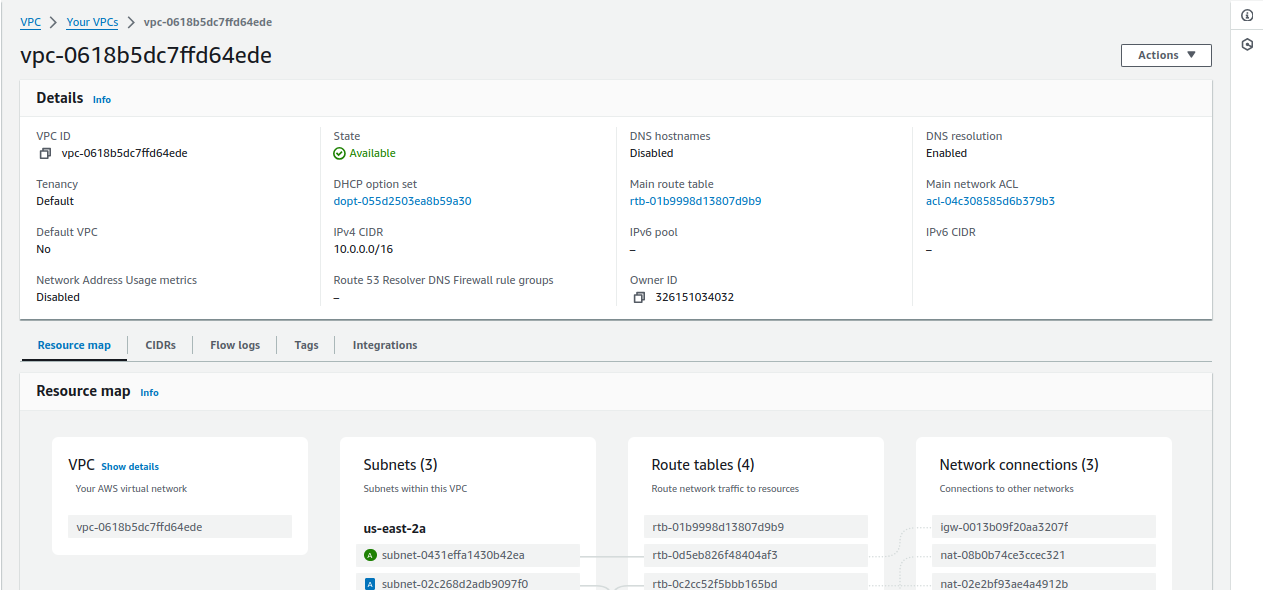 VPC > Your VPCs > vpc-0618b5dc7ffd64ede
vpc-0618b5dc7ffd64ede
Actions ▼
Details Info
VPC ID
vpc-0618b5dc7ffd64ede
State
Available
DNS hostnames
Disabled
DNS resolution
Enabled
Tenancy
Default
DHCP option set
dopt-055d2503ea8b59a30
Main route table
rtb-01b9998d13807d9b9
Main network ACL
acl-04c308585d6b379b3
Default VPC
No
IPv4 CIDR
10.0.0.0/16
IPv6 pool
–
IPv6 CIDR
–
Network Address Usage metrics
Disabled
Route 53 Resolver DNS Firewall rule groups
–
Owner ID
326151034032
Resource map
CIDRs
Flow logs
Tags
Integrations
Resource map Info
VPC Show details
Your AWS virtual network
vpc-0618b5dc7ffd64ede
Subnets (3)
Subnets within this VPC
us-east-2a
A subnet-0431effa1430b42ea
A subnet-02c268d2adb9097f0
Route tables (4)
Route network traffic to resources
rtb-01b9998d13807d9b9
rtb-0d5eb826f48404af3
rtb-0c2cc52f5bbb165bd
Network connections (3)
Connections to other networks
igw-0013b09f20aa3207f
nat-08b0b74ce3ccec321
nat-02e2bf93ae4a4912b